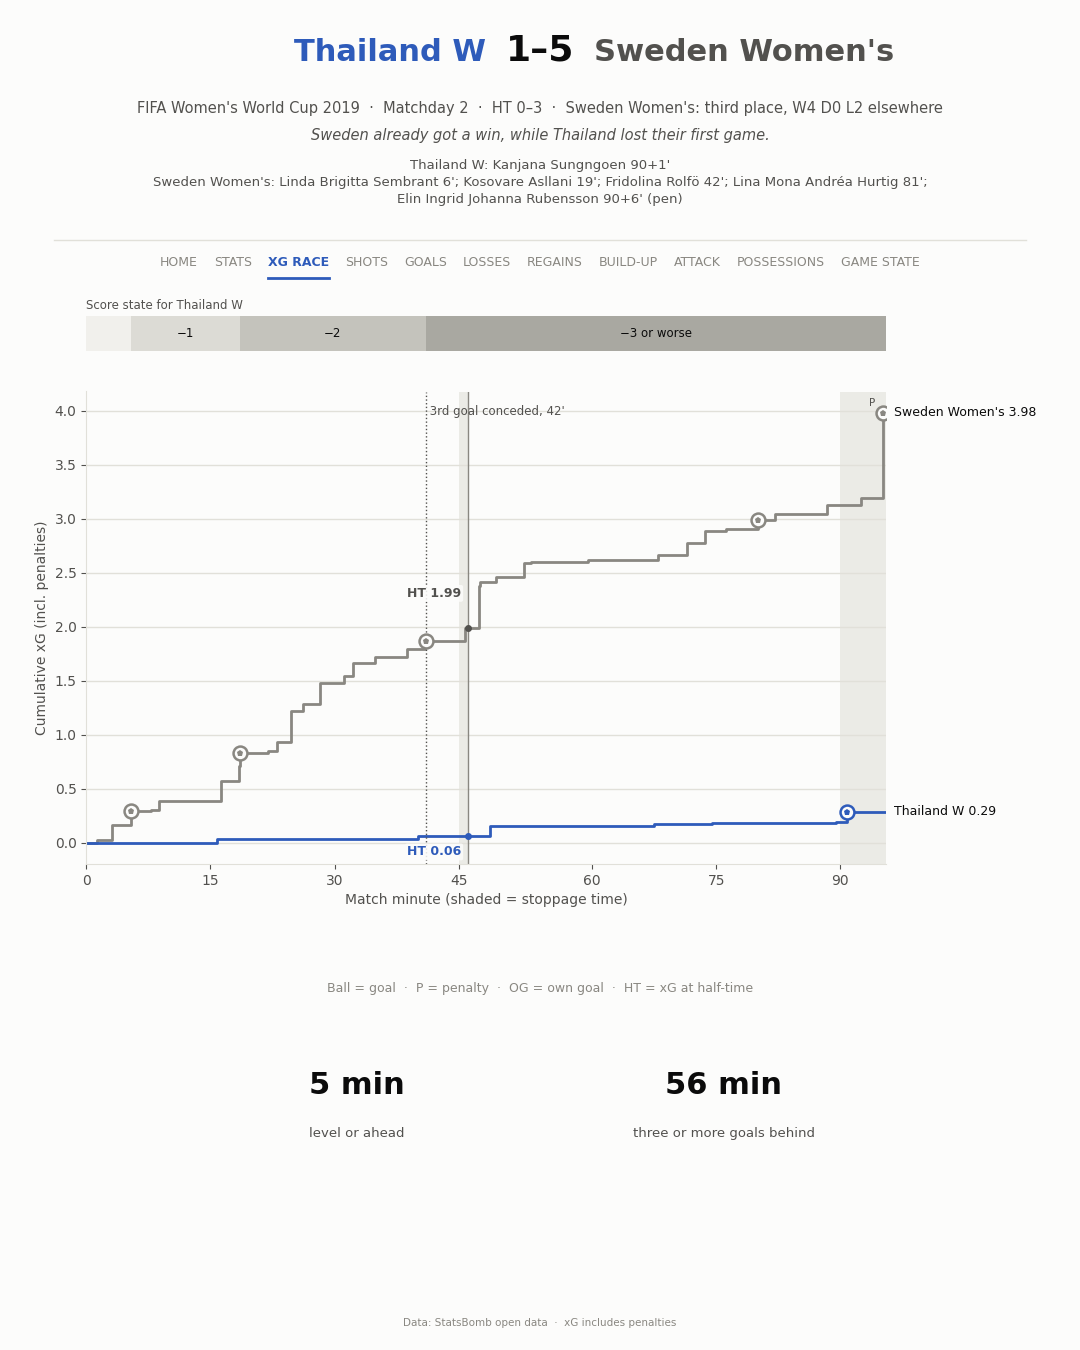 Thailand W 1–5 Sweden Women's
FIFA Women's World Cup 2019 · Matchday 2 · HT 0–3 · Sweden Women's: third place, W4 D0 L2 elsewhere
Sweden already got a win, while Thailand lost their first game.
Thailand W: Kanjana Sungngoen 90+1'
Sweden Women's: Linda Brigitta Sembrant 6'; Kosovare Asllani 19'; Fridolina Rolfö 42'; Lina Mona Andréa Hurtig 81';
Elin Ingrid Johanna Rubensson 90+6' (pen)
HOME STATS XG RACE SHOTS GOALS LOSSES REGAINS BUILD-UP ATTACK POSSESSIONS GAME STATE
Score state for Thailand W
−1 −2 −3 or worse
3rd goal conceded, 42'
P
Sweden Women's 3.98
4.0
3.5
3.0
2.5
2.0
1.5
1.0
0.5
0.0
Cumulative xG (incl. penalties)
HT 1.99
Thailand W 0.29
HT 0.06
0 15 30 45 60 75 90
Match minute (shaded = stoppage time)
Ball = goal · P = penalty · OG = own goal · HT = xG at half-time
5 min 56 min
level or ahead three or more goals behind
Data: StatsBomb open data · xG includes penalties